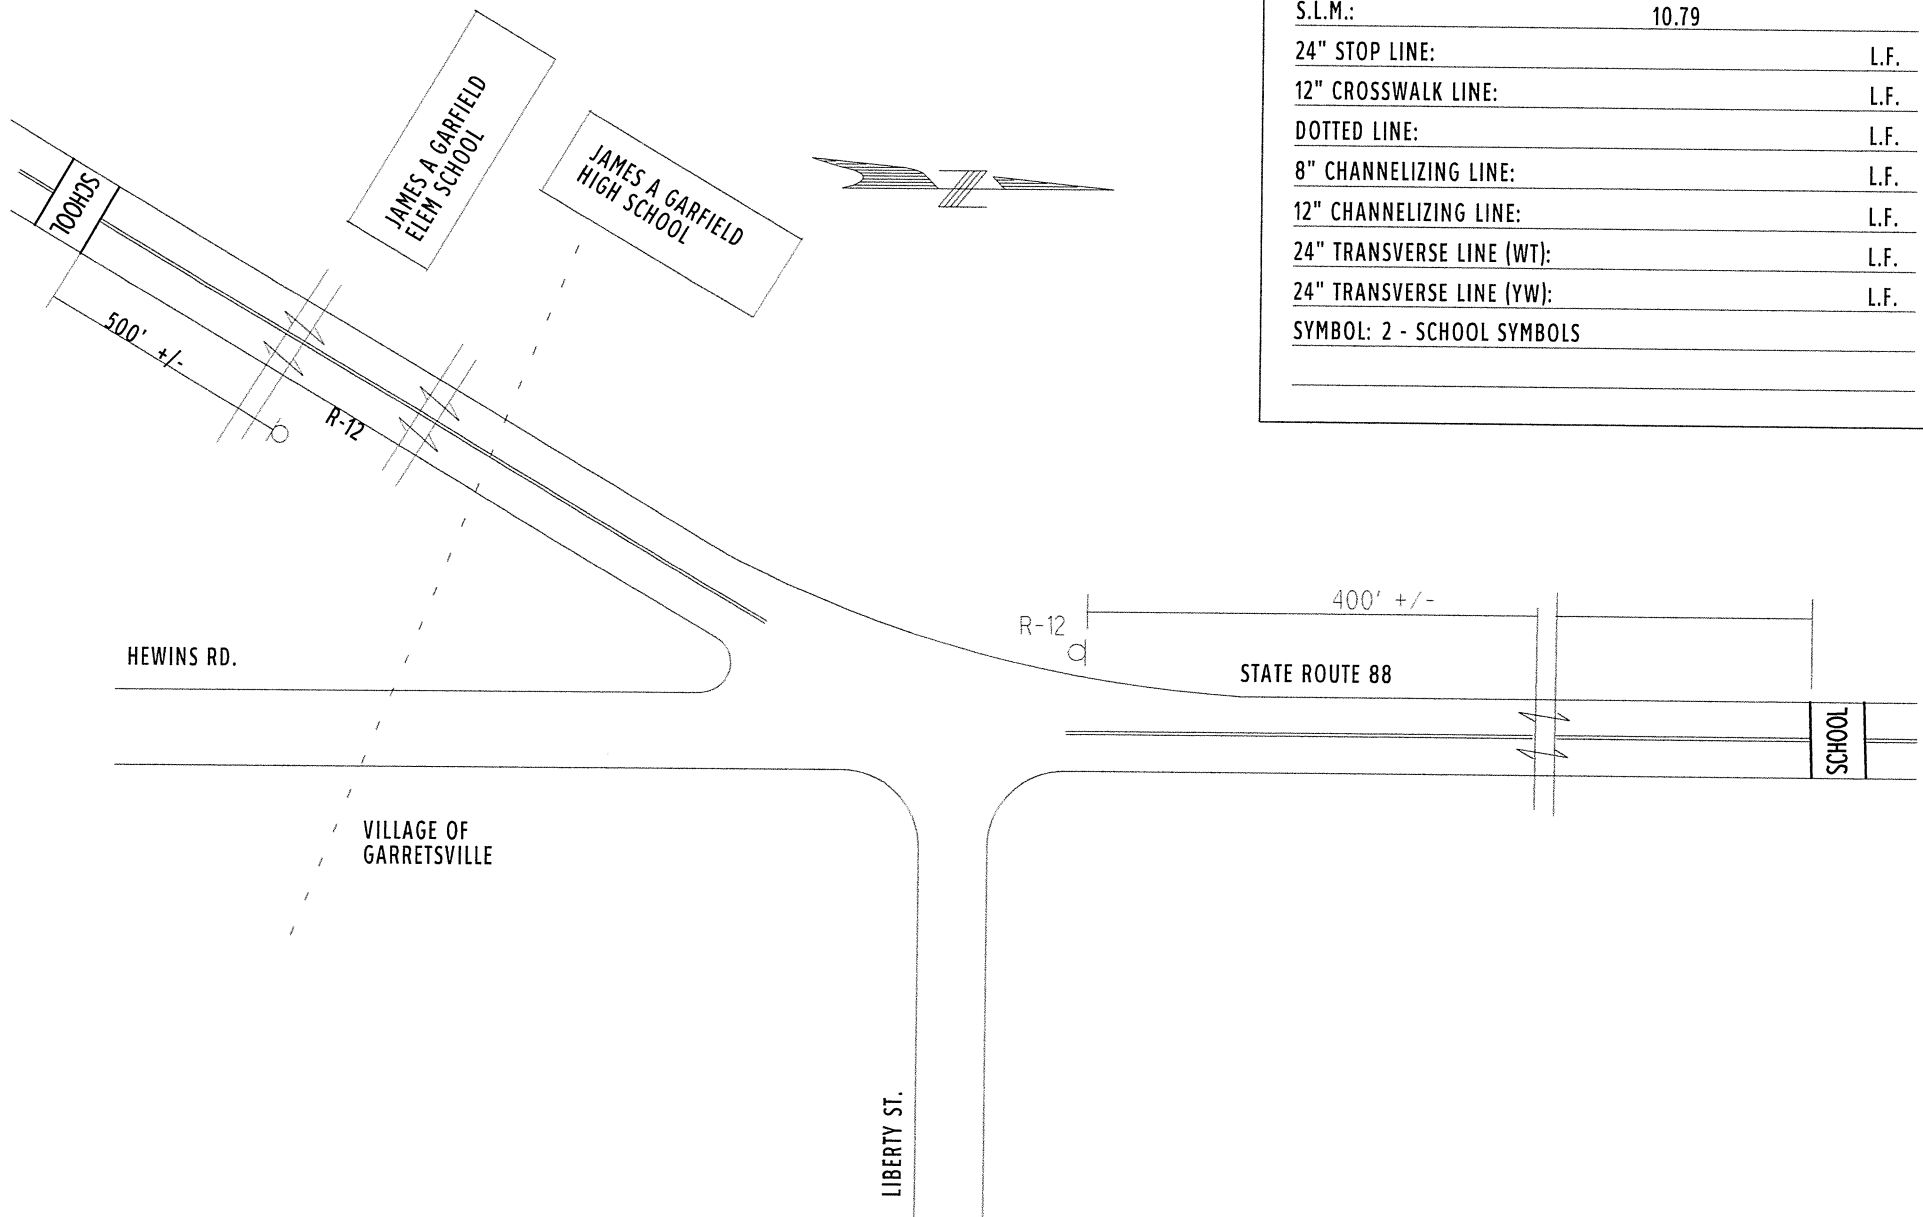 S.L.M.: 10.79
24" STOP LINE: L.F.
12" CROSSWALK LINE: L.F.
DOTTED LINE: L.F.
8" CHANNELIZING LINE: L.F.
12" CHANNELIZING LINE: L.F.
24" TRANSVERSE LINE (WT): L.F.
24" TRANSVERSE LINE (YW): L.F.
SYMBOL: 2 - SCHOOL SYMBOLS
JAMES A GARFIELD
ELEM SCHOOL
JAMES A GARFIELD
HIGH SCHOOL
SCHOOL
500' +/-
R-12
HEWINS RD.
R-12
400' +/-
STATE ROUTE 88
SCHOOL
VILLAGE OF
GARRETSVILLE
LIBERTY ST.